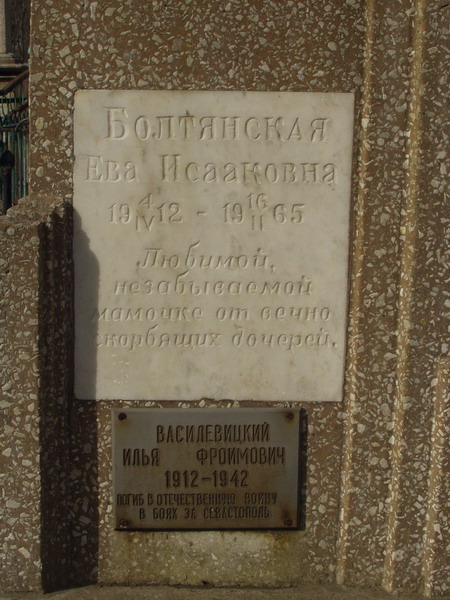 Болтянская
Ева Исааковна
19 4/IV 12 - 19 16/II 65
Любимой,
незабываемой
мамочке от вечно
скорбящих дочерей.
ВАСИЛЕВИЦКИЙ
ИЛЬЯ ФРОИМОВИЧ
1912-1942
ПОГИБ В ОТЕЧЕСТВЕННУЮ ВОЙНУ
В БОЯХ ЗА СЕВАСТОПОЛЬ